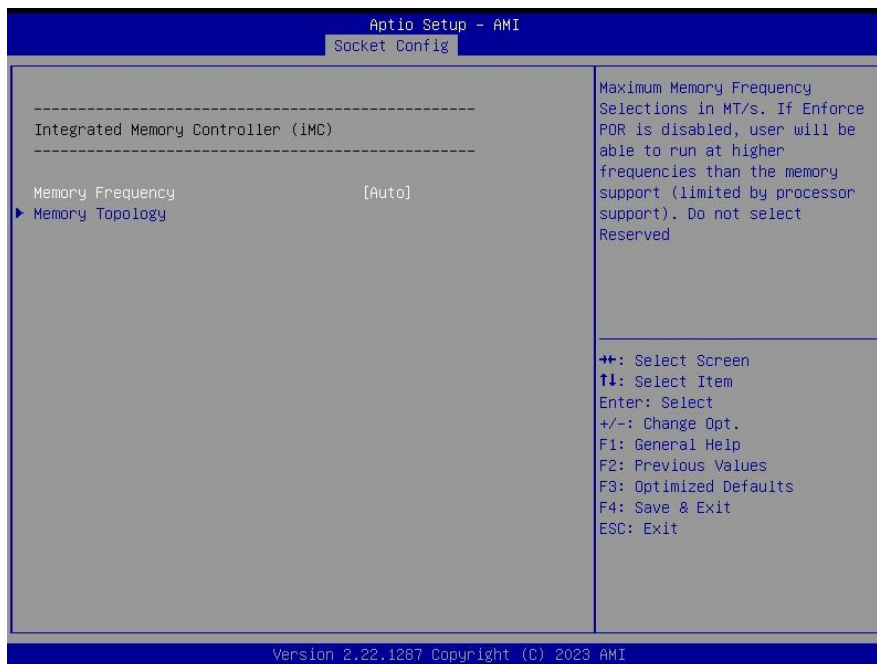 Aptio Setup - AMI
Socket Config
--------------------------------------------------
Integrated Memory Controller (iMC)
--------------------------------------------------
Memory Frequency [Auto]
Memory Topology
Maximum Memory Frequency
Selections in MT/s. If Enforce
POR is disabled, user will be
able to run at higher
frequencies than the memory
support (limited by processor
support). Do not select
Reserved
→←: Select Screen
↑↓: Select Item
Enter: Select
+/-: Change Opt.
F1: General Help
F2: Previous Values
F3: Optimized Defaults
F4: Save & Exit
ESC: Exit
Version 2.22.1287 Copyright (C) 2023 AMI